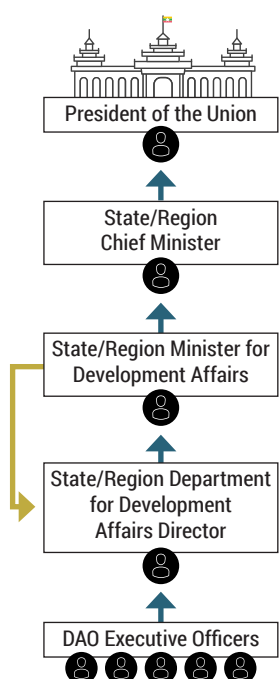 President of the Union
State/Region
Chief Minister
State/Region Minister for
Development Affairs
State/Region Department
for Development
Affairs Director
DAO Executive Officers